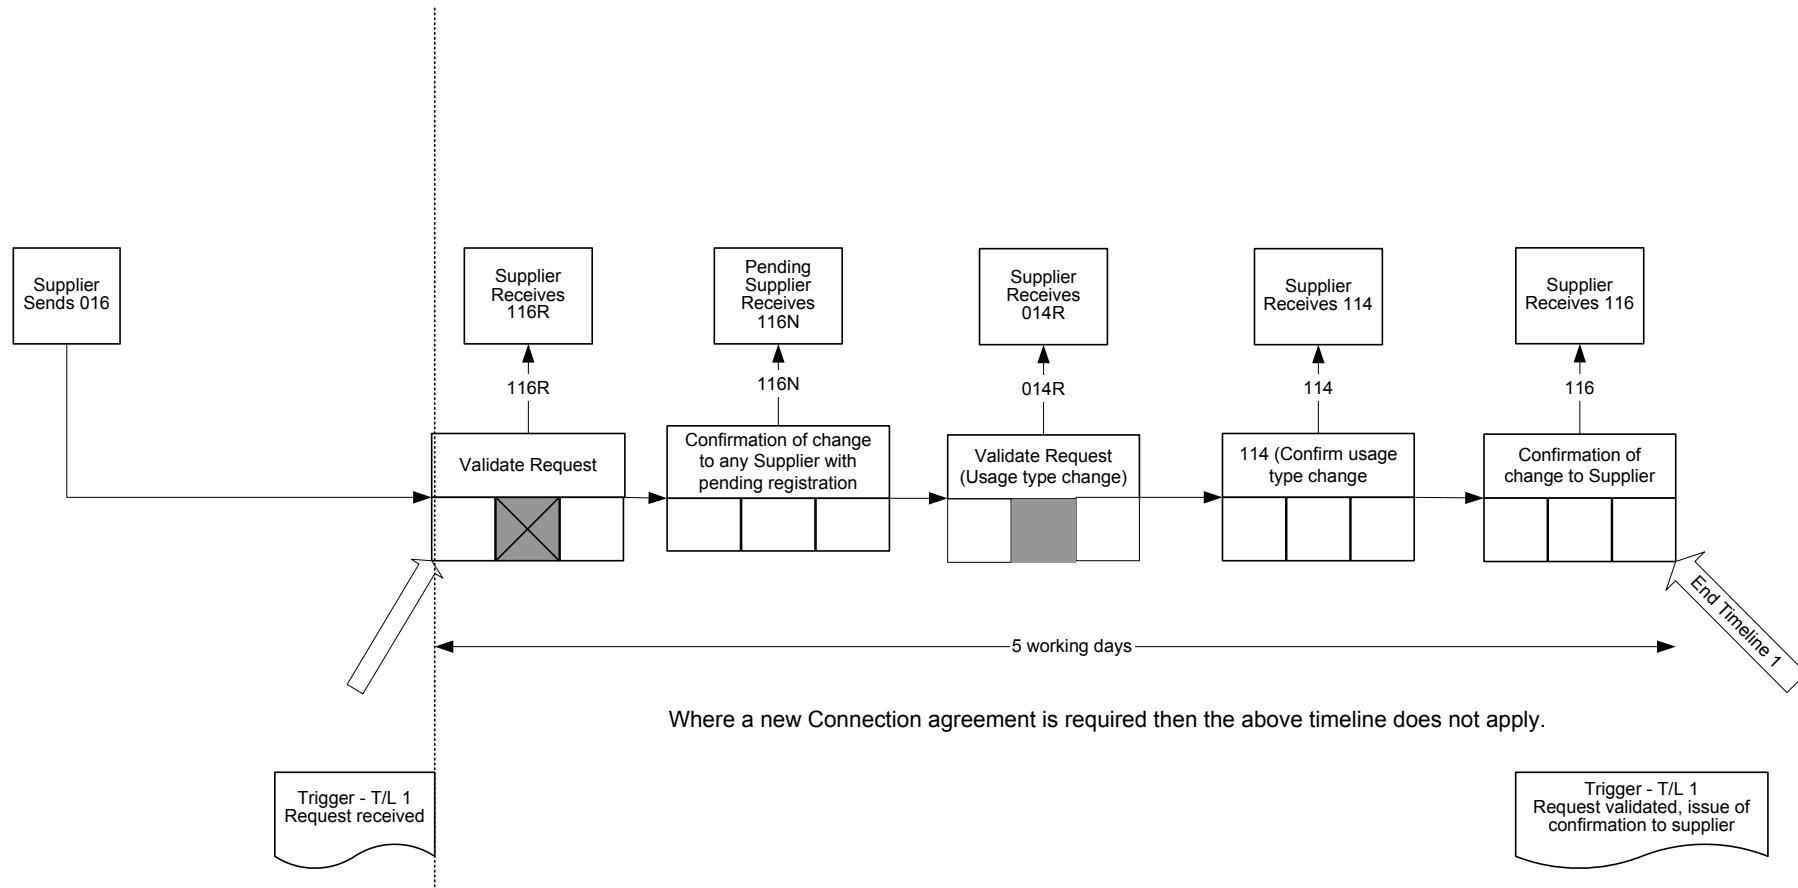 Supplier
Sends 016
Supplier
Receives
116R
Pending
Supplier
Receives
116N
Supplier
Receives
014R
Supplier
Receives 114
Supplier
Receives 116
116R
116N
014R
114
116
Validate Request
Confirmation of change
to any Supplier with
pending registration
Validate Request
(Usage type change)
114 (Confirm usage
type change
Confirmation of
change to Supplier
End Timeline 1
5 working days
Where a new Connection agreement is required then the above timeline does not apply.
Trigger - T/L 1
Request received
Trigger - T/L 1
Request validated, issue of
confirmation to supplier